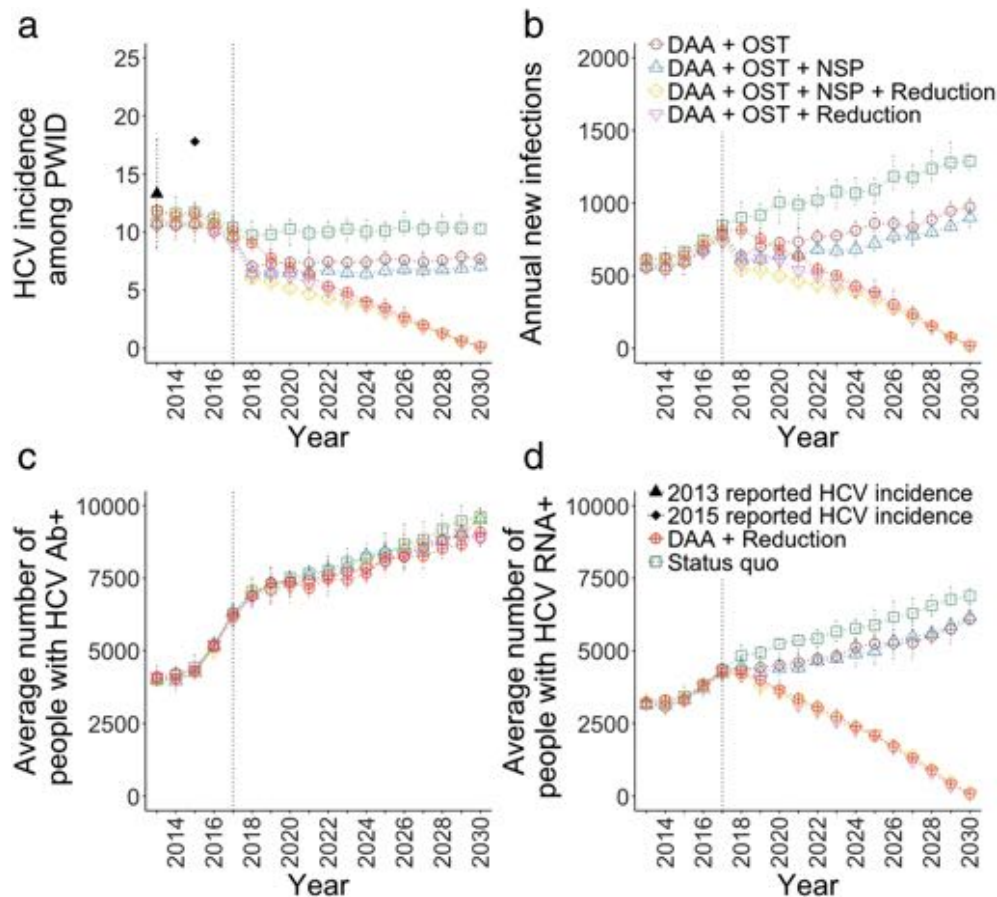 a
HCV incidence
among PWID
25
20
15
10
5
0
2014
2016
2018
2020
2022
2024
2026
2028
2030
Year
b
Annual new infections
2000
1500
1000
500
0
DAA + OST
DAA + OST + NSP
DAA + OST + NSP + Reduction
DAA + OST + Reduction
2014
2016
2018
2020
2022
2024
2026
2028
2030
Year
c
Average number of
people with HCV Ab+
10000
7500
5000
2500
0
2014
2016
2018
2020
2022
2024
2026
2028
2030
Year
d
Average number of
people with HCV RNA+
10000
7500
5000
2500
0
2013 reported HCV incidence
2015 reported HCV incidence
DAA + Reduction
Status quo
2014
2016
2018
2020
2022
2024
2026
2028
2030
Year